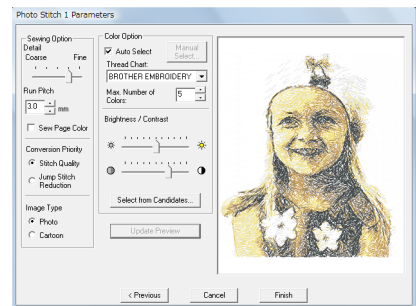 Photo Stitch 1 Parameters
Sewing Option
Detail
Coarse Fine
Run Pitch
3.0 mm
Sew Page Color
Conversion Priority
Stitch Quality
Jump Stitch
Reduction
Image Type
Photo
Cartoon
Color Option
Auto Select
Manual
Select...
Thread Chart:
BROTHER EMBROIDERY
Max. Number of
Colors:
5
Brightness / Contrast
Select from Candidates...
Update Preview
< Previous
Cancel
Finish